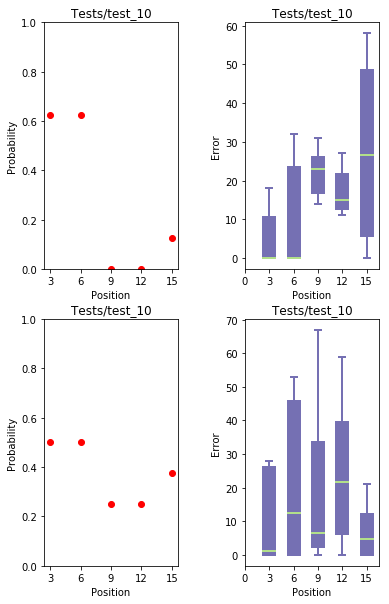 Tests/test_10
Tests/test_10
1.0
0.8
0.6
0.4
0.2
0.0
Probability
3 6 9 12 15
Position
60
50
40
30
20
10
0
Error
0 3 6 9 12 15
Position
Tests/test_10
Tests/test_10
1.0
0.8
0.6
0.4
0.2
0.0
Probability
3 6 9 12 15
Position
70
60
50
40
30
20
10
0
Error
0 3 6 9 12 15
Position